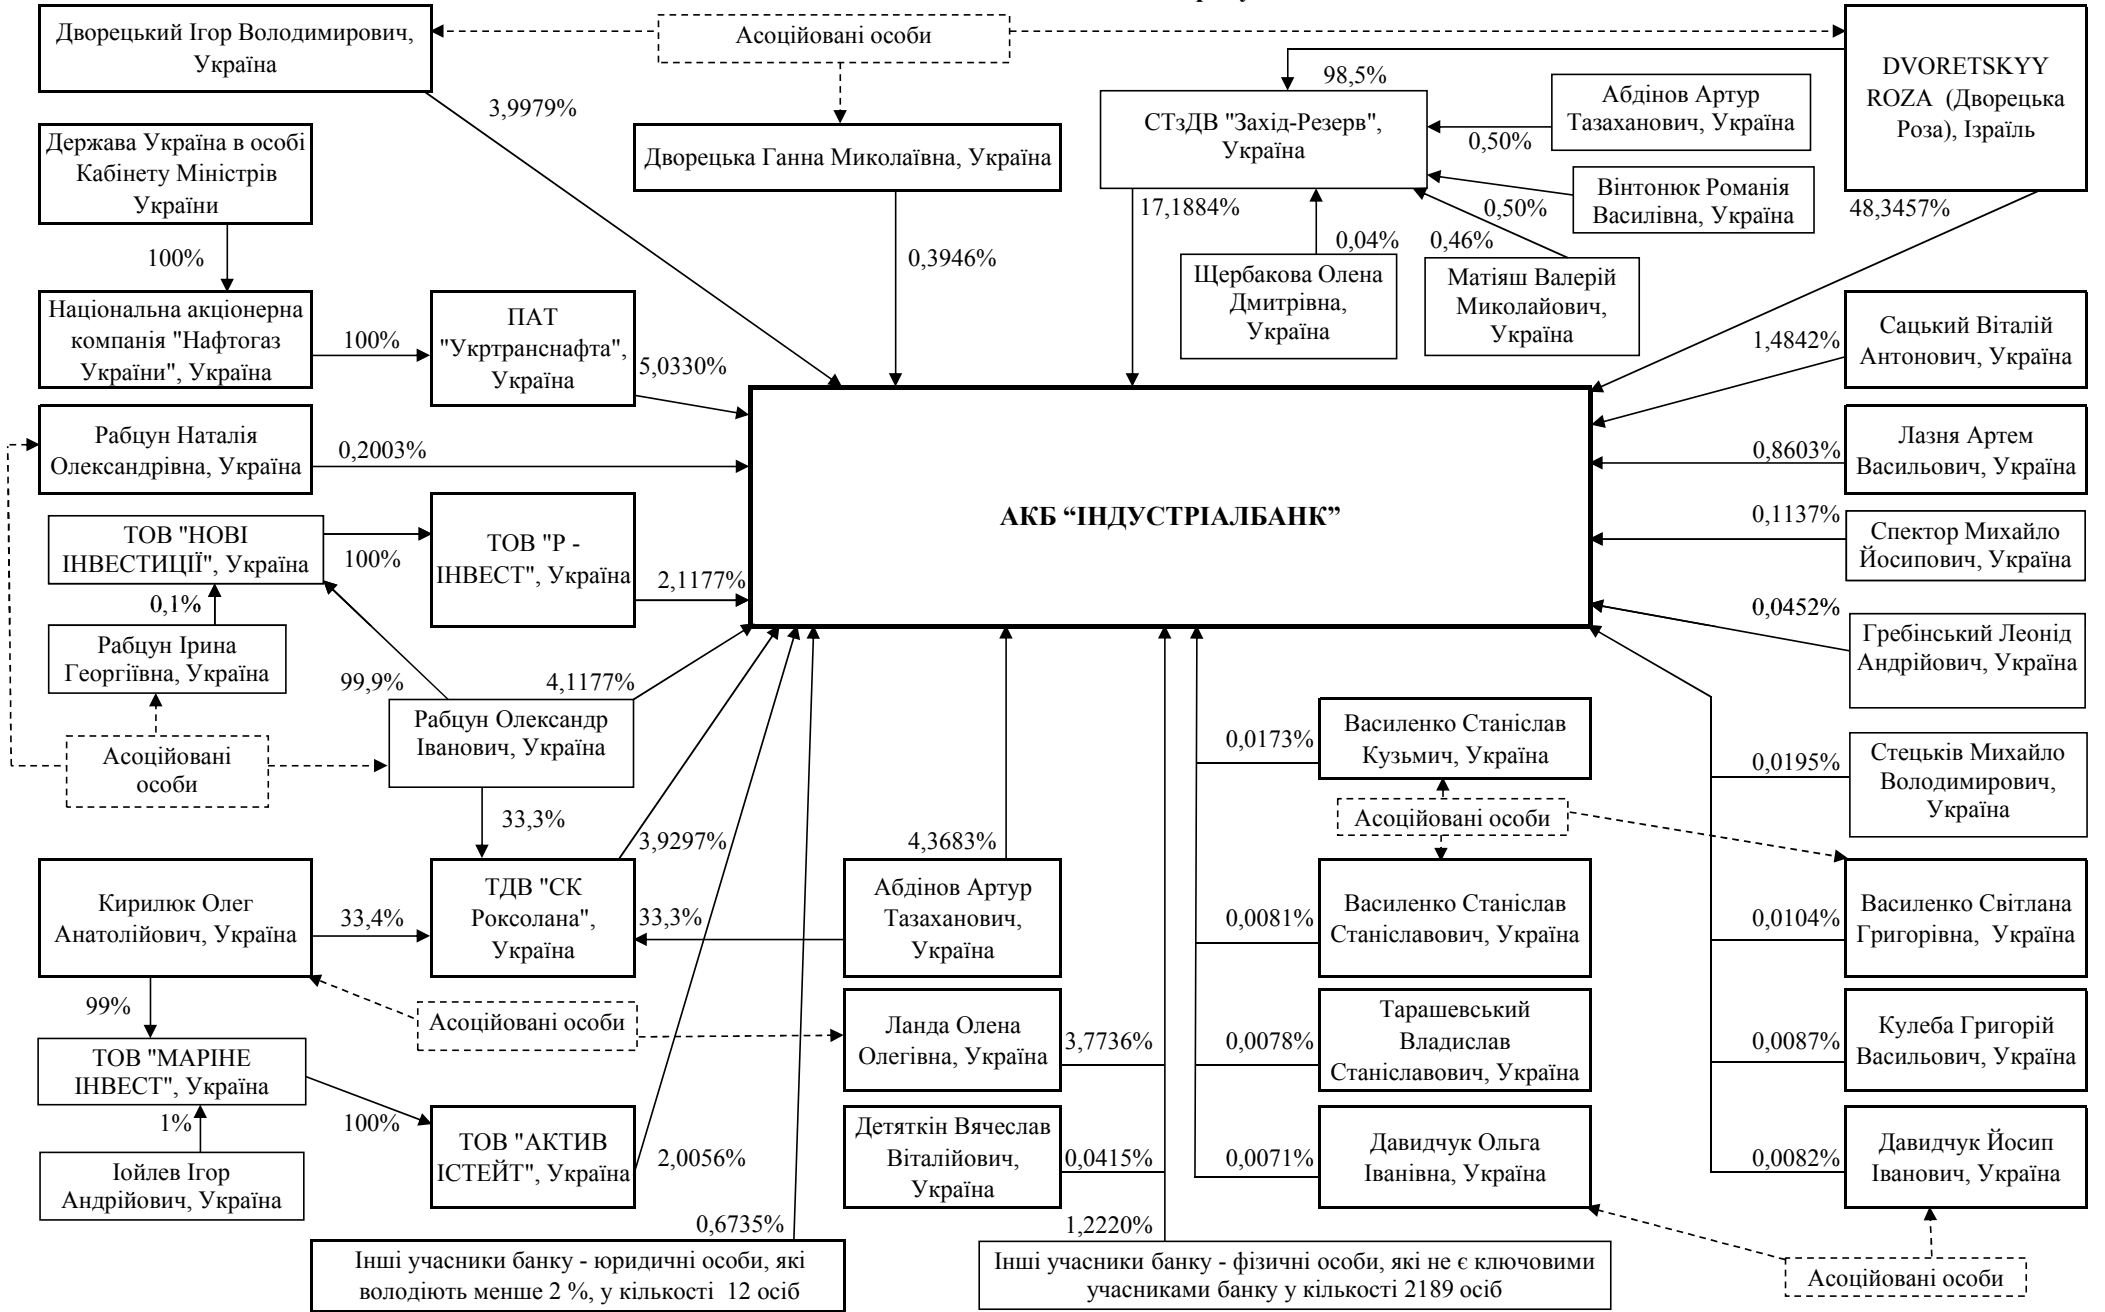 Дворецький Ігор Володимирович,
Україна
Асоційовані особи
DVORETSKYY
ROZA (Дворецька
Роза), Ізраїль
98,5%
3,9979%
СТзДВ "Захід-Резерв",
Україна
Абдінов Артур
Тазаханович, Україна
0,50%
Держава Україна в особі
Кабінету Міністрів
України
Дворецька Ганна Миколаївна, Україна
Вінтонюк Романія
Василівна, Україна
0,50%
17,1884%
48,3457%
0,04%
0,46%
100%
0,3946%
Щербакова Олена
Дмитрівна,
Україна
Матіяш Валерій
Миколайович,
Україна
Національна акціонерна
компанія "Нафтогаз
України", Україна
100%
ПАТ
"Укртранснафта",
Україна
5,0330%
1,4842%
Сацький Віталій
Антонович, Україна
Рабцун Наталія
Олександрівна, Україна
0,2003%
0,8603%
Лазня Артем
Васильович, Україна
АКБ “ІНДУСТРІАЛБАНК”
ТОВ "НОВІ
ІНВЕСТИЦІЇ", Україна
100%
ТОВ "Р -
ІНВЕСТ", Україна
2,1177%
0,1137%
Спектор Михайло
Йосипович, Україна
0,1%
0,0452%
Рабцун Ірина
Георгіївна, Україна
Гребінський Леонід
Андрійович, Україна
99,9%
4,1177%
Рабцун Олександр
Іванович, Україна
Асоційовані
особи
0,0173%
Василенко Станіслав
Кузьмич, Україна
0,0195%
Стецьків Михайло
Володимирович,
Україна
33,3%
Асоційовані особи
3,9297%
4,3683%
Кирилюк Олег
Анатолійович, Україна
33,4%
ТДВ "СК
Роксолана",
Україна
33,3%
Абдінов Артур
Тазаханович,
Україна
0,0081%
Василенко Станіслав
Станіславович, Україна
0,0104%
Василенко Світлана
Григорівна, Україна
99%
Асоційовані особи
Ланда Олена
Олегівна, Україна
3,7736%
0,0078%
Тарашевський
Владислав
Станіславович, Україна
0,0087%
Кулеба Григорій
Васильович, Україна
ТОВ "МАРІНЕ
ІНВЕСТ", Україна
1%
100%
ТОВ "АКТИВ
ІСТЕЙТ", Україна
2,0056%
Детяткін Вячеслав
Віталійович,
Україна
0,0415%
0,0071%
Давидчук Ольга
Іванівна, Україна
0,0082%
Давидчук Йосип
Іванович, Україна
Іойлев Ігор
Андрійович, Україна
0,6735%
1,2220%
Інші учасники банку - юридичні особи, які
володіють менше 2 %, у кількості 12 осіб
Інші учасники банку - фізичні особи, які не є ключовими
учасниками банку у кількості 2189 осіб
Асоційовані особи